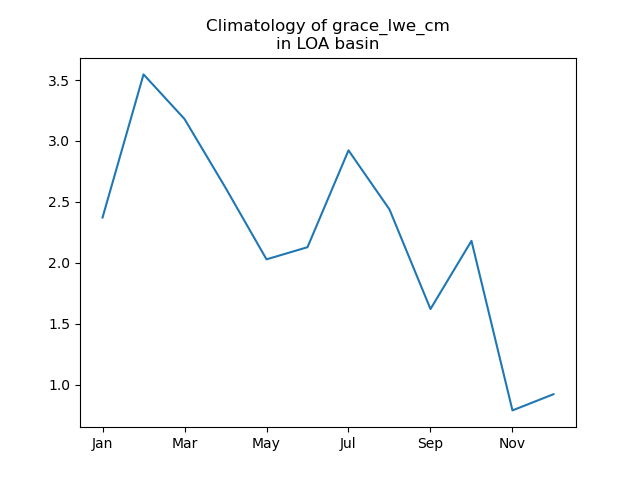 Climatology of grace_lwe_cm
in LOA basin
3.5
3.0
2.5
2.0
1.5
1.0
Jan
Mar
May
Jul
Sep
Nov